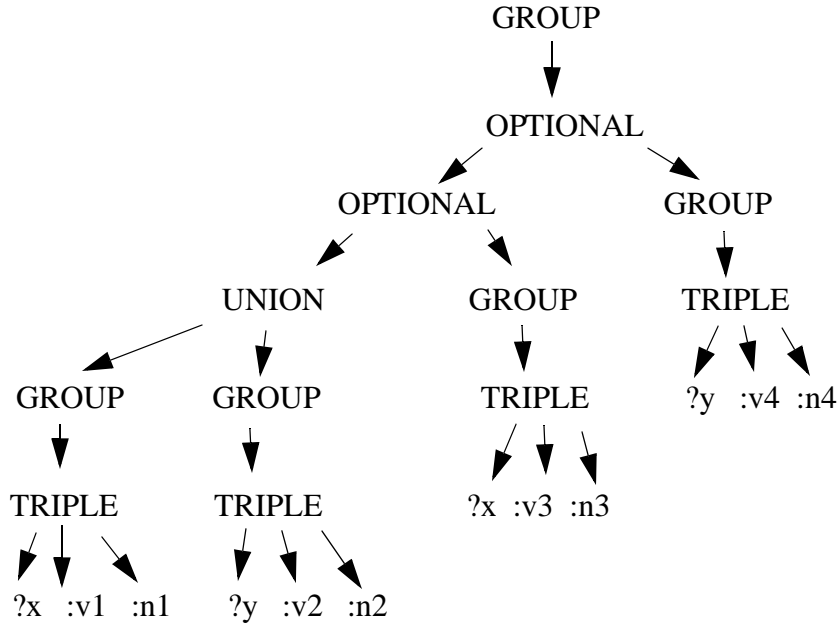 GROUP
OPTIONAL
OPTIONAL GROUP
UNION GROUP TRIPLE
GROUP GROUP TRIPLE ?y :v4 :n4
TRIPLE TRIPLE ?x :v3 :n3
?x :v1 :n1 ?y :v2 :n2